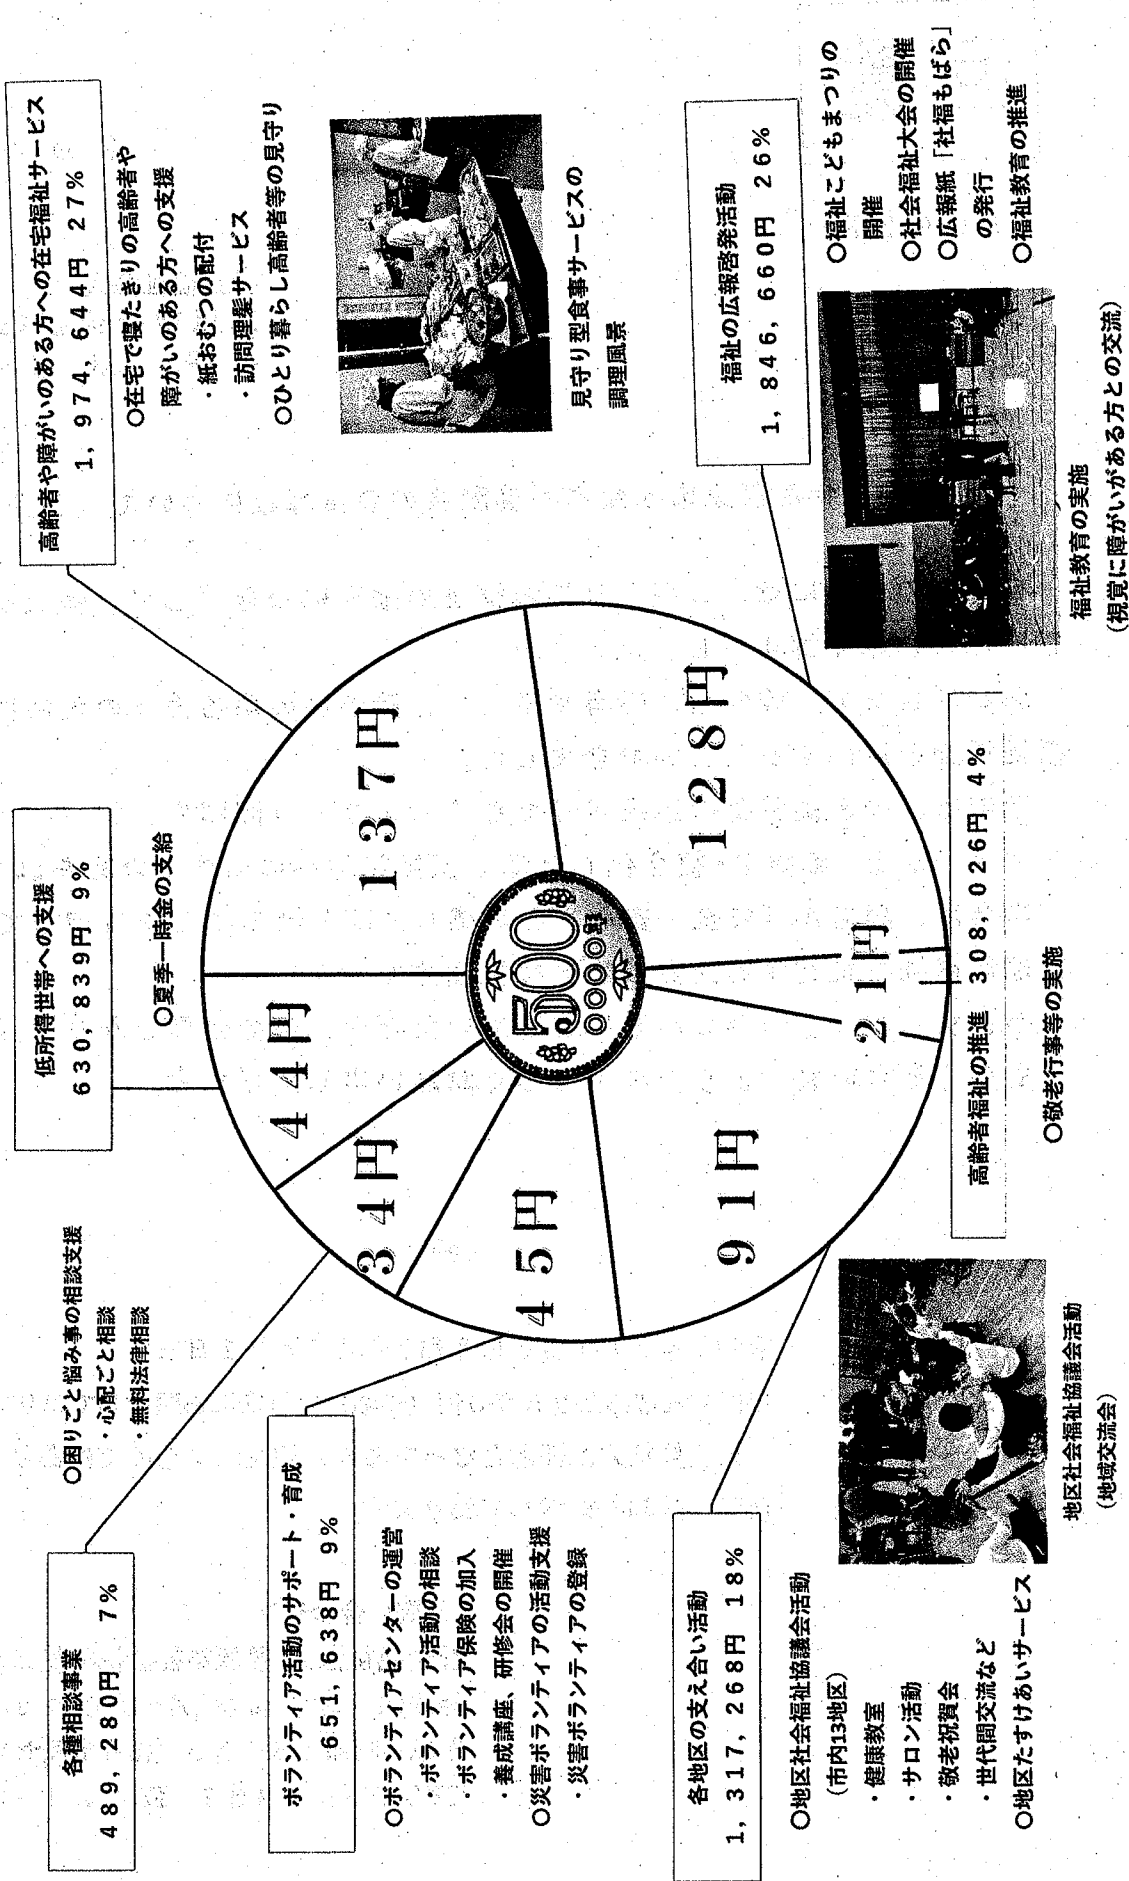 各種相談事業
489,280円 7%
○困りごと悩み事の相談支援
・心配ごと相談
・無料法律相談
低所得世帯への支援
630,839円 9%
○夏季一時金の支給
高齢者や障がいのある方への在宅福祉サービス
1,974,644円 27%
○在宅で寝たきりの高齢者や
障がいのある方への支援
・紙おむつの配付
・訪問理髪サービス
○ひとり暮らし高齢者等の見守り
見守り型食事サービスの
調理風景
ボランティア活動のサポート・育成
651,638円 9%
○ボランティアセンターの運営
・ボランティア活動の相談
・ボランティア保険の加入
・養成講座、研修会の開催
○災害ボランティアの活動支援
・災害ボランティアの登録
44円
34円
45円
91円
21円
128円
137円
500
各地区の支え合い活動
1,317,268円 18%
○地区社会福祉協議会活動
(市内13地区)
・健康教室
・サロン活動
・敬老祝賀会
・世代間交流など
○地区たすけあいサービス
地区社会福祉協議会活動
(地域交流会)
高齢者福祉の推進 308,026円 4%
○敬老行事等の実施
福祉の広報啓発活動
1,846,660円 26%
○福祉こどもまつりの
開催
○社会福祉大会の開催
○広報紙「社福もばら」
の発行
○福祉教育の推進
福祉教育の実施
(視覚に障がいがある方との交流)